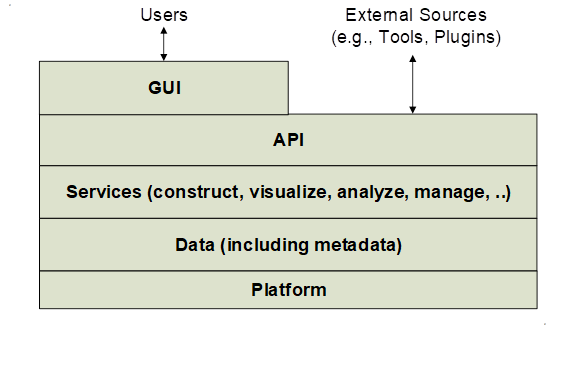 Users
External Sources
(e.g., Tools, Plugins)
GUI
API
Services (construct, visualize, analyze, manage, ..)
Data (including metadata)
Platform